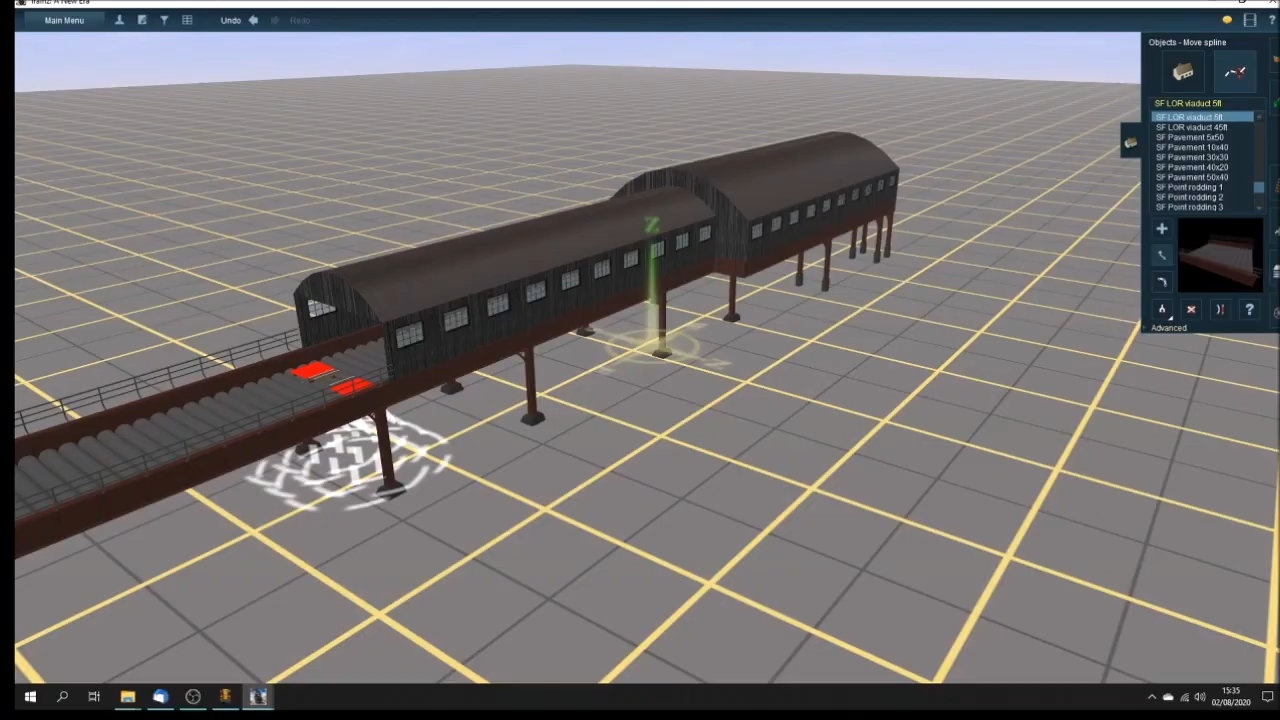 Trainz: A New Era
Main Menu
Undo
Redo
?
Objects - Move spline
SF LOR viaduct 5ft
SF LOR viaduct 5ft
SF LOR viaduct 45ft
SF Pavement 5x50
SF Pavement 10x40
SF Pavement 30x30
SF Pavement 40x20
SF Pavement 50x40
SF Point rodding 1
SF Point rodding 2
SF Point rodding 3
?
Advanced
Z
15:35
02/08/2020